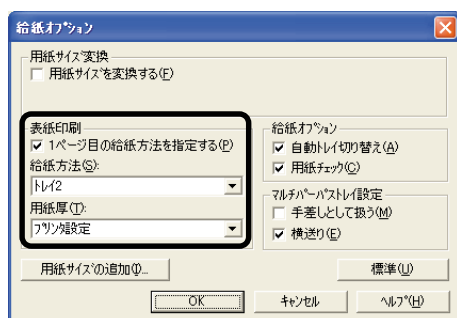 給紙オプション
用紙サイズ変換
用紙サイズを変換する(F)
表紙印刷
1ページ目の給紙方法を指定する(P)
給紙方法(S):
トレイ2
用紙厚(T):
プリンタ設定
給紙オプション
自動トレイ切り替え(A)
用紙チェック(C)
マルチパーパストレイ設定
手差しとして扱う(M)
横送り(E)
用紙サイズの追加(I)...
標準(U)
OK
キャンセル
ヘルプ(H)